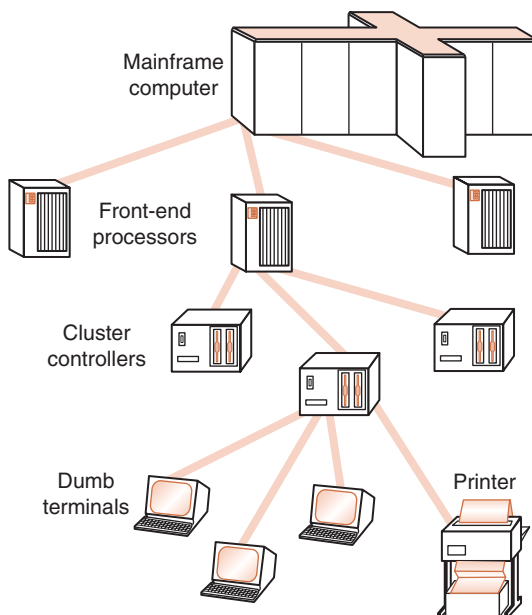 Mainframe
computer
Front-end
processors
Cluster
controllers
Dumb
terminals
Printer